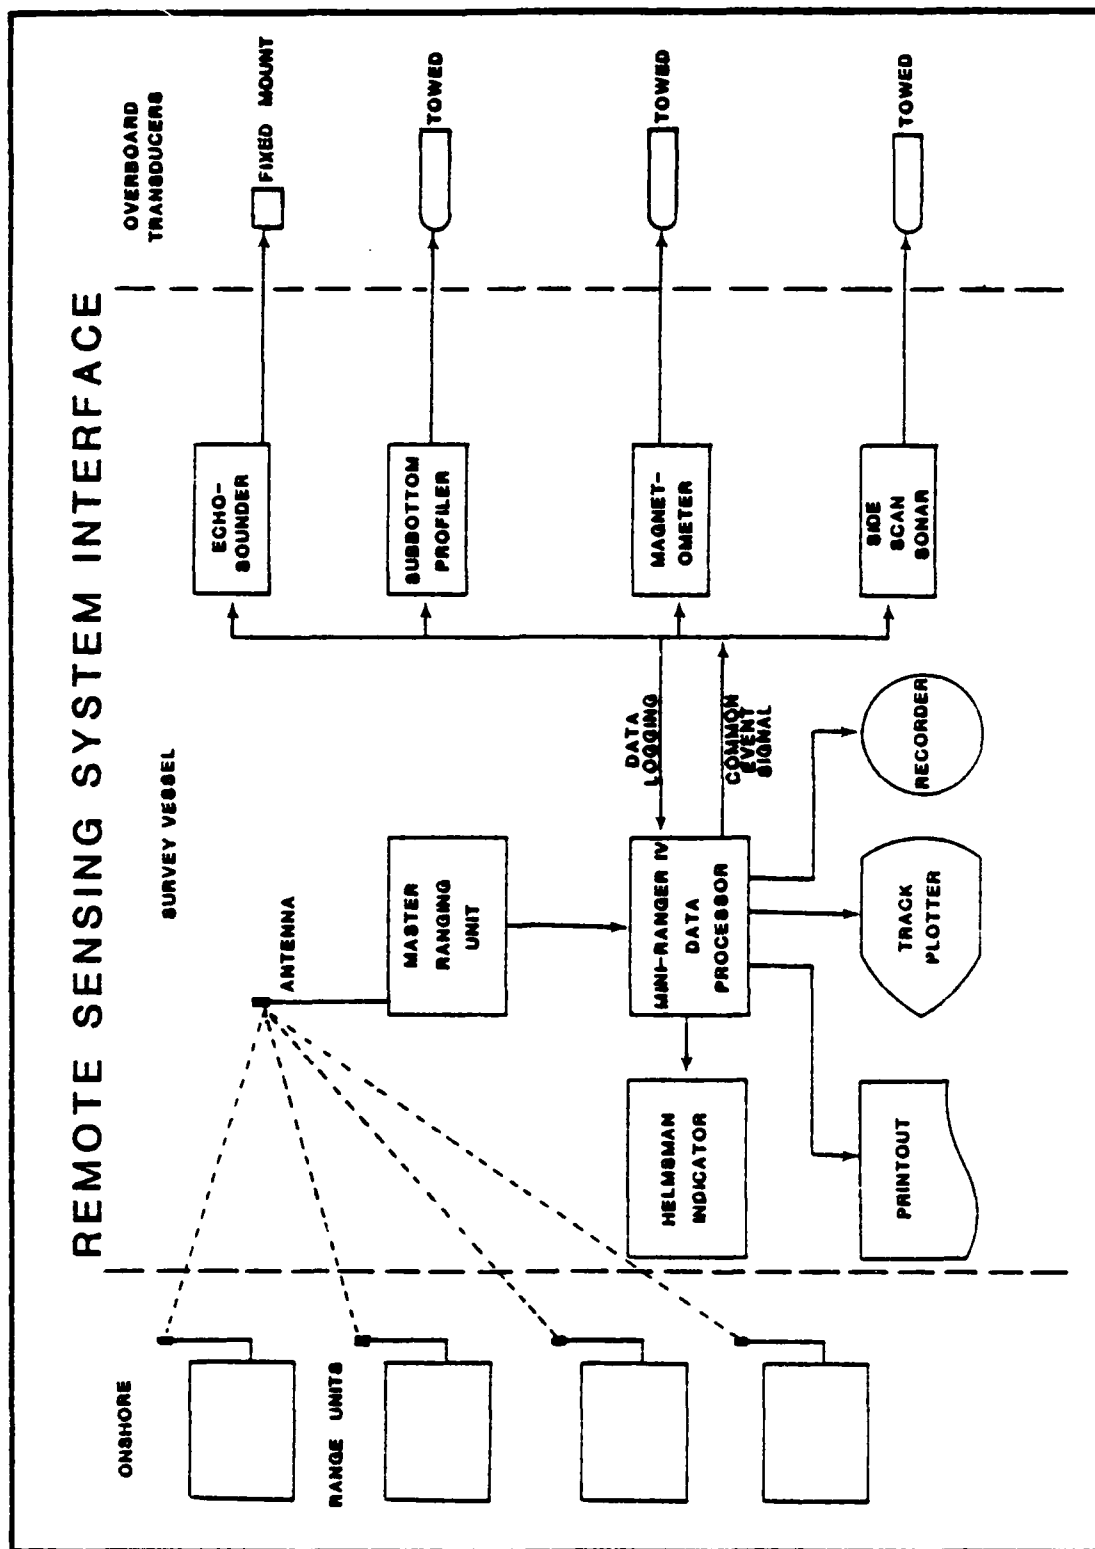 REMOTE SENSING SYSTEM INTERFACE
ONSHORE
SURVEY VESSEL
OVERBOARD
TRANSDUCERS
RANGE UNITS
ANTENNA
MASTER
RANGING
UNIT
ECHO-
SOUNDER
FIXED MOUNT
SUBBOTTOM
PROFILER
TOWED
MAGNET-
OMETER
TOWED
SIDE
SCAN
SONAR
TOWED
DATA
LOGGING
COMMON
EVENT
SIGNAL
MINI-RANGER IV
DATA
PROCESSOR
HELMSMAN
INDICATOR
PRINTOUT
TRACK
PLOTTER
RECORDER